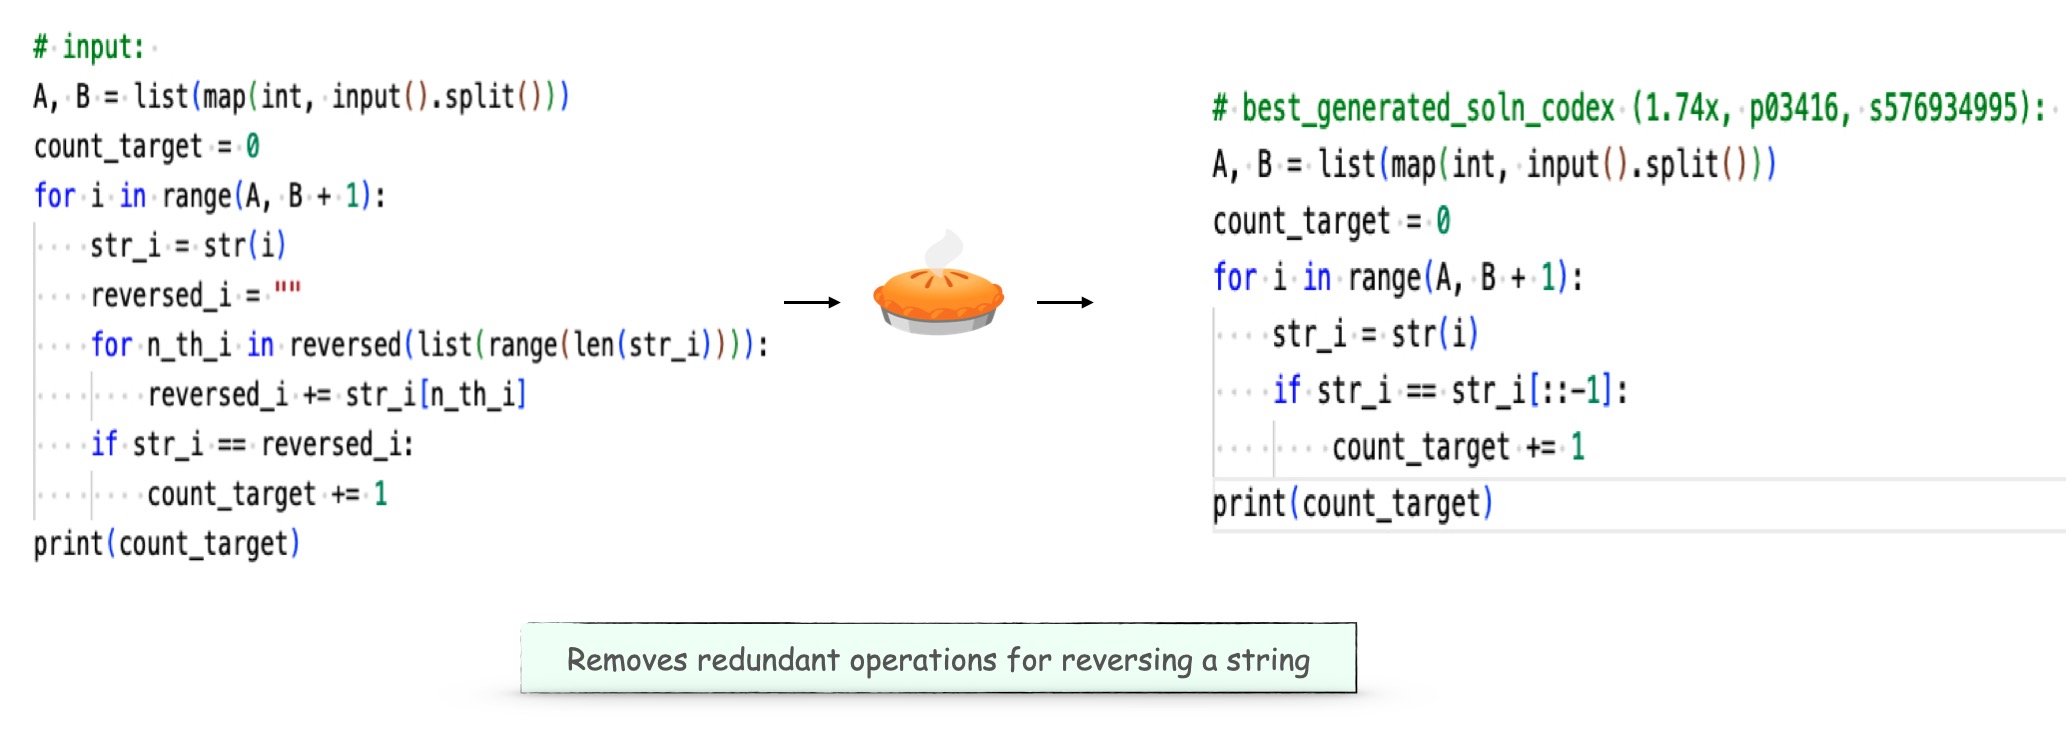 # input:
A, B = list(map(int, input().split()))
count_target = 0
for i in range(A, B + 1):
    str_i = str(i)
    reversed_i = ""
    for n_th_i in reversed(list(range(len(str_i)))):
        reversed_i += str_i[n_th_i]
    if str_i == reversed_i:
        count_target += 1
print(count_target)
# best_generated_soln_codex (1.74x, p03416, s576934995):
A, B = list(map(int, input().split()))
count_target = 0
for i in range(A, B + 1):
    str_i = str(i)
    if str_i == str_i[::-1]:
        count_target += 1
print(count_target)
Removes redundant operations for reversing a string